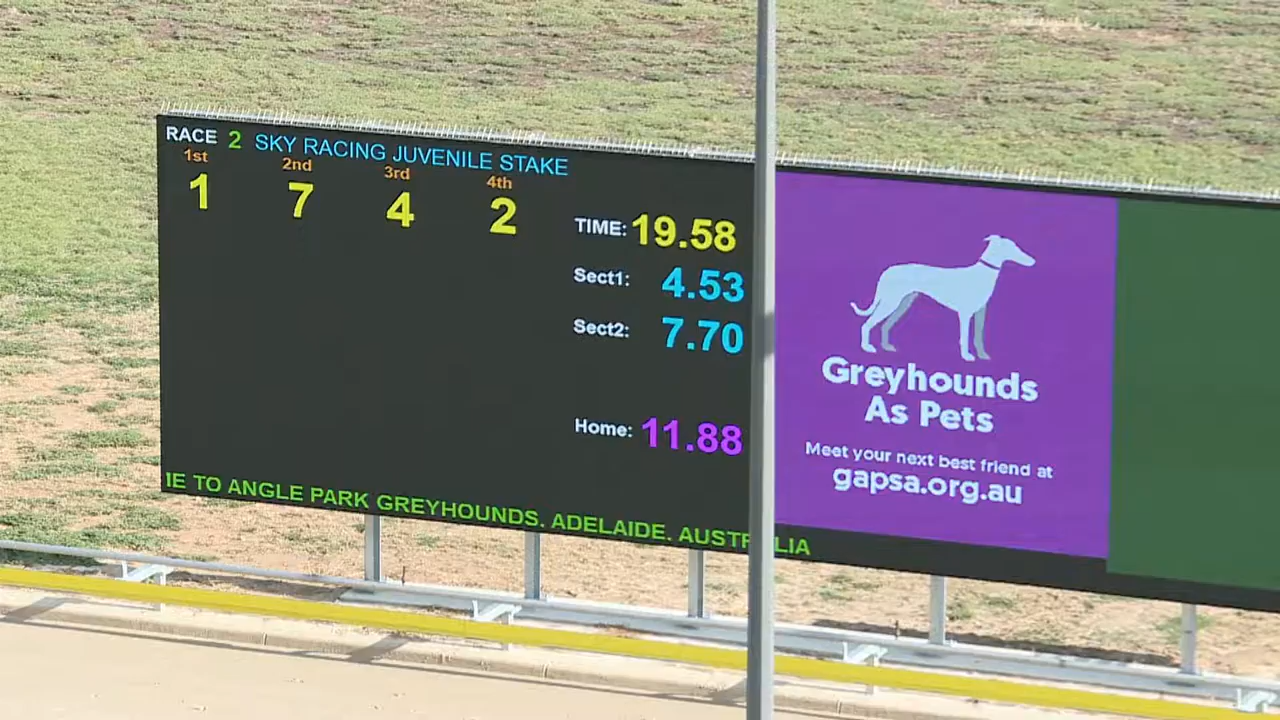 RACE 2 SKY RACING JUVENILE STAKE
1st 2nd 3rd 4th
1 7 4 2
TIME: 19.58
Sect1: 4.53
Sect2: 7.70
Home: 11.88
IE TO ANGLE PARK GREYHOUNDS. ADELAIDE. AUSTRALIA
Greyhounds
As Pets
Meet your next best friend at
gapsa.org.au